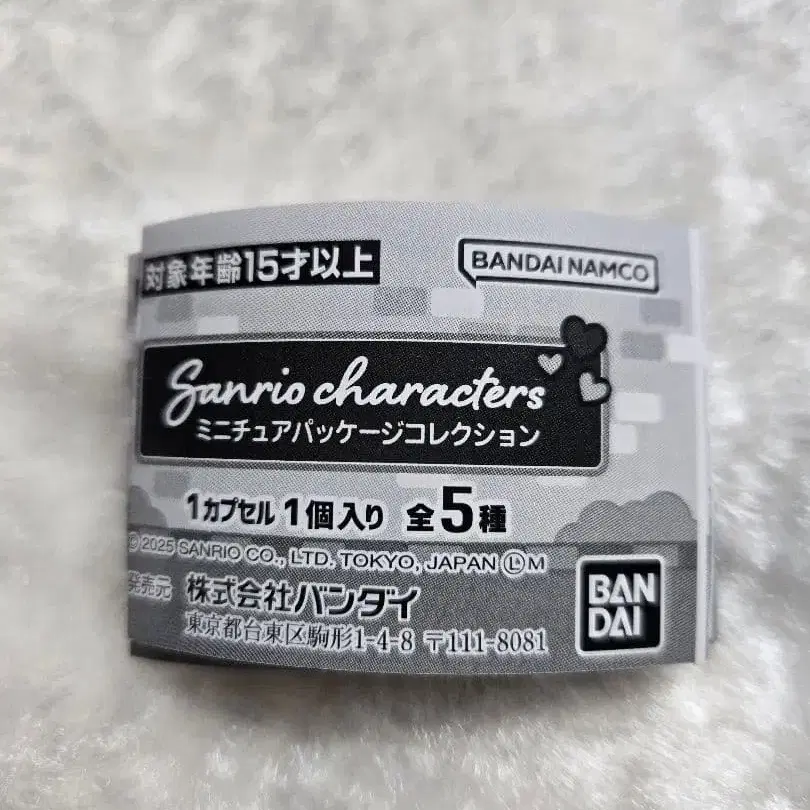 対象年齢15才以上
BANDAI NAMCO
Sanrio characters
ミニチュアパッケージコレクション
1カプセル1個入り 全5種
© 2025 SANRIO CO., LTD. TOKYO, JAPAN Ⓛ M
発売元 株式会社バンダイ
東京都台東区駒形1-4-8 〒111-8081
BAN
DAI